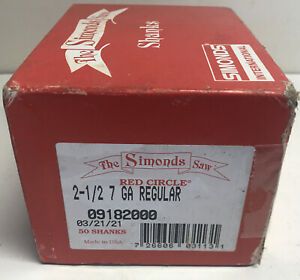 The Simonds Saw
Shanks
SIMONDS
INTERNATIONAL
The Simonds Saw
RED CIRCLE®
2-1/2 7 GA REGULAR
09182000
03/21/21
50 SHANKS
Made in USA